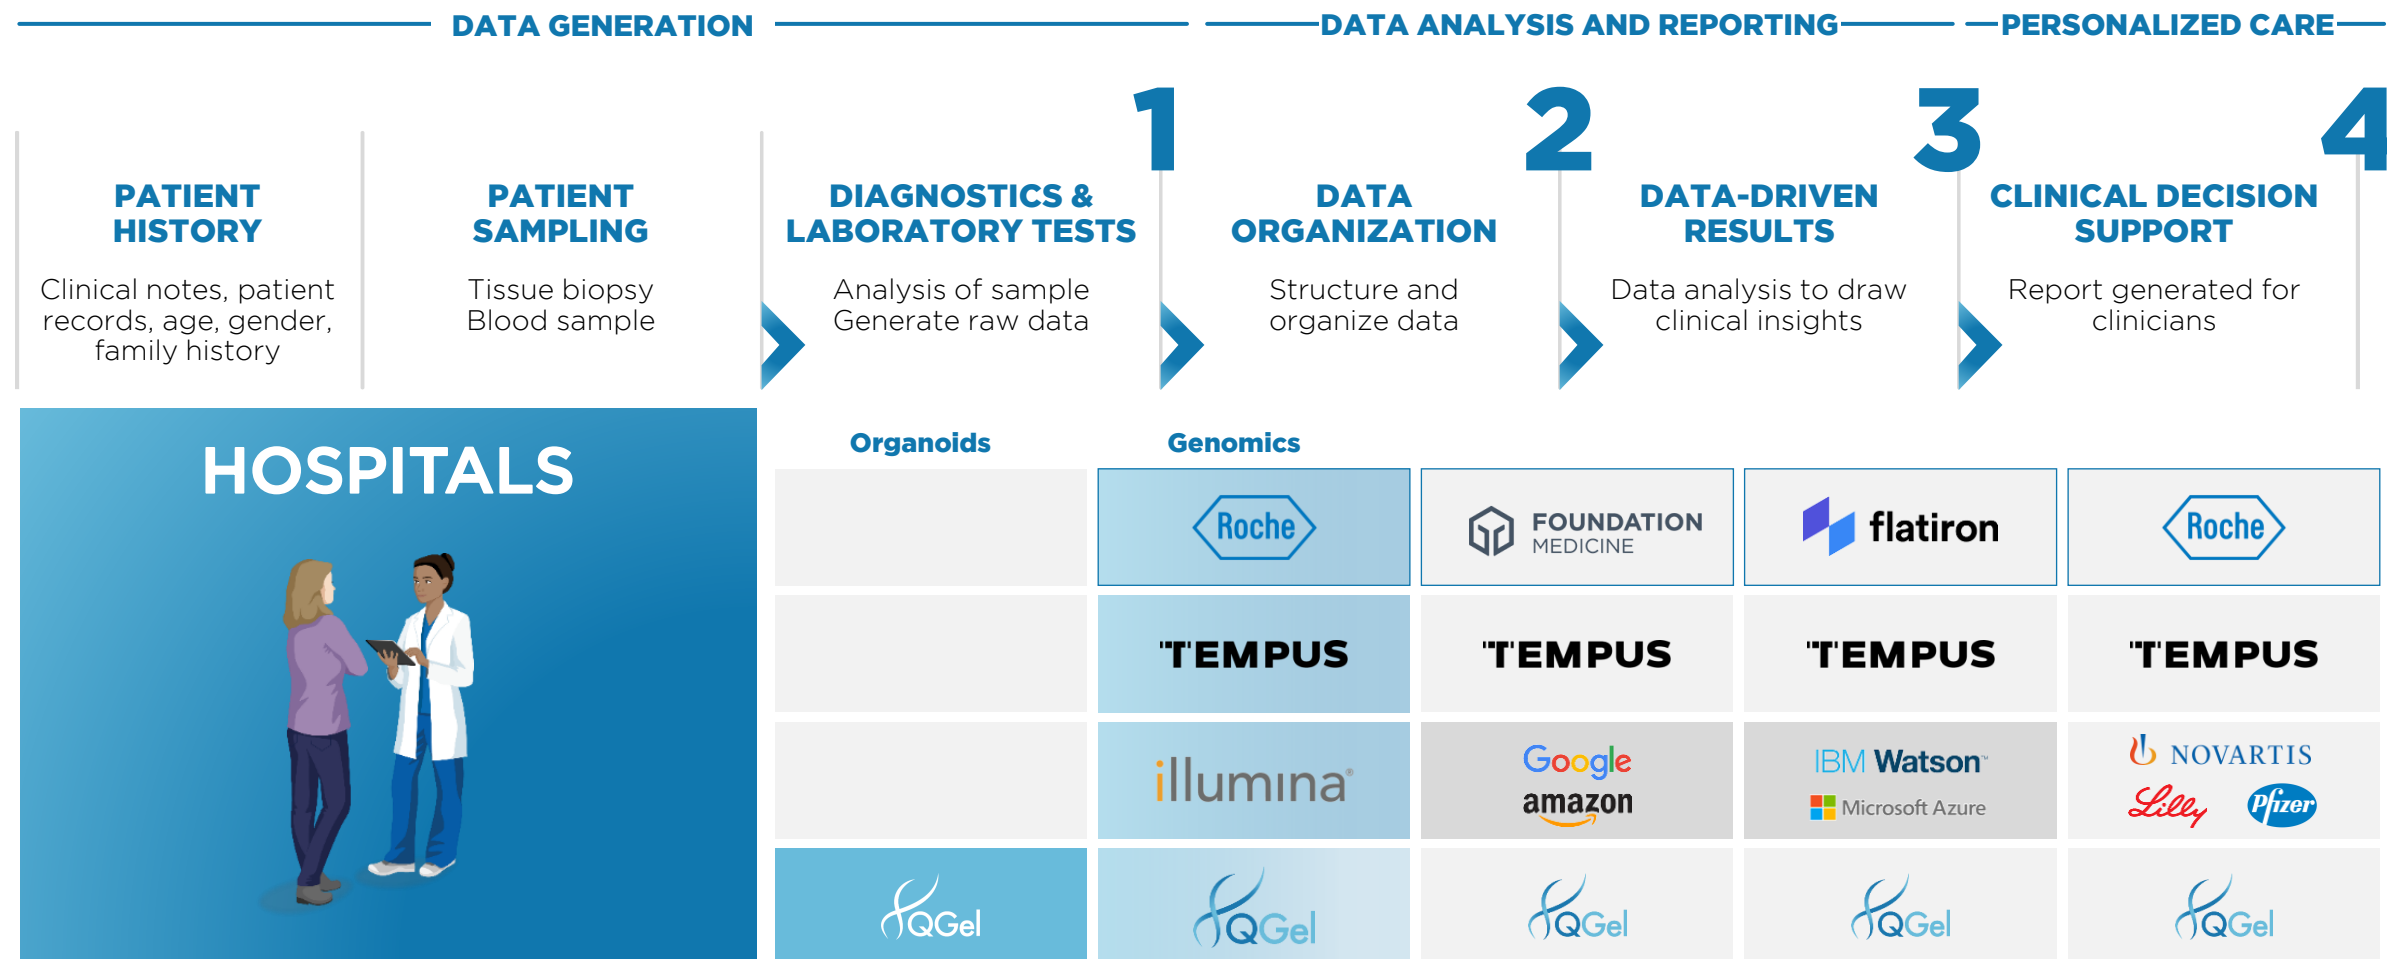 DATA GENERATION
DATA ANALYSIS AND REPORTING
PERSONALIZED CARE
1
2
3
4
PATIENT
HISTORY
Clinical notes, patient
records, age, gender,
family history
PATIENT
SAMPLING
Tissue biopsy
Blood sample
DIAGNOSTICS &
LABORATORY TESTS
Analysis of sample
Generate raw data
DATA
ORGANIZATION
Structure and
organize data
DATA-DRIVEN
RESULTS
Data analysis to draw
clinical insights
CLINICAL DECISION
SUPPORT
Report generated for
clinicians
HOSPITALS
Organoids
Genomics
Roche
FOUNDATION
MEDICINE
flatiron
Roche
TEMPUS
TEMPUS
TEMPUS
TEMPUS
illumina®
Google
amazon
IBM Watson™
Microsoft Azure
NOVARTIS
Lilly
Pfizer
QGel
QGel
QGel
QGel
QGel